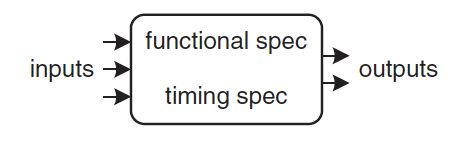 functional spec
inputs
outputs
timing spec